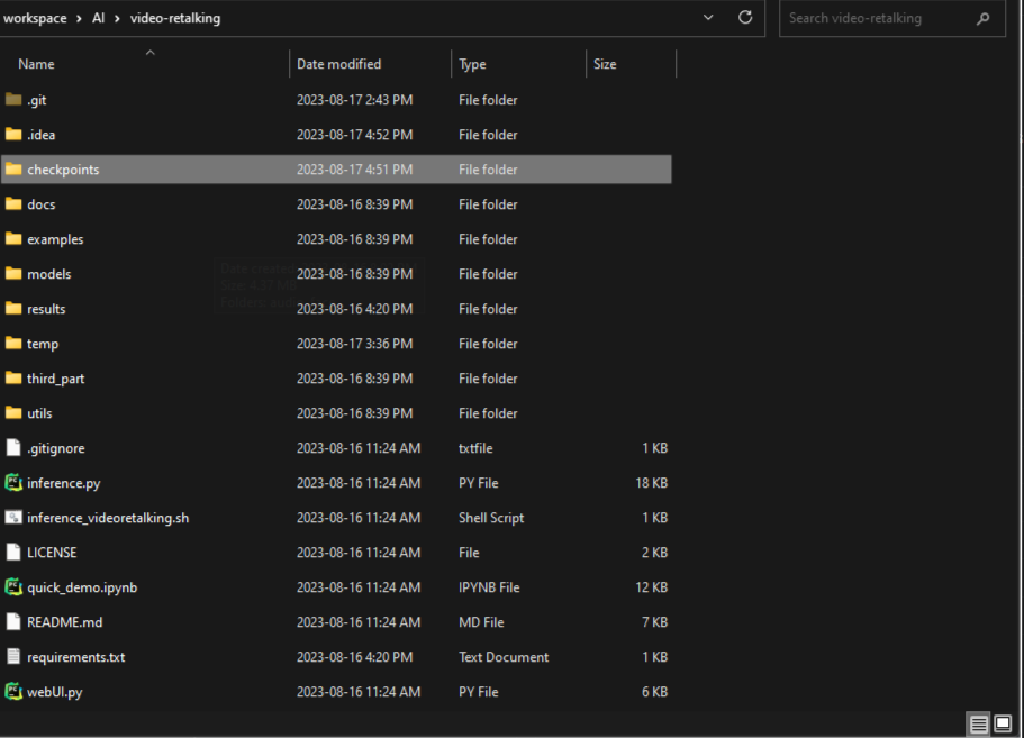 workspace > AI > video-retalking
Search video-retalking
Name Date modified Type Size
.git 2023-08-17 2:43 PM File folder
.idea 2023-08-17 4:52 PM File folder
checkpoints 2023-08-17 4:51 PM File folder
docs 2023-08-16 8:39 PM File folder
examples 2023-08-16 8:39 PM File folder
models 2023-08-16 8:39 PM File folder
results 2023-08-16 4:20 PM File folder
temp 2023-08-17 3:36 PM File folder
third_part 2023-08-16 8:39 PM File folder
utils 2023-08-16 8:39 PM File folder
.gitignore 2023-08-16 11:24 AM txtfile 1 KB
inference.py 2023-08-16 11:24 AM PY File 18 KB
inference_videoretalking.sh 2023-08-16 11:24 AM Shell Script 1 KB
LICENSE 2023-08-16 11:24 AM File 2 KB
quick_demo.ipynb 2023-08-16 11:24 AM IPYNB File 12 KB
README.md 2023-08-16 11:24 AM MD File 7 KB
requirements.txt 2023-08-16 4:20 PM Text Document 1 KB
webUI.py 2023-08-16 11:24 AM PY File 6 KB